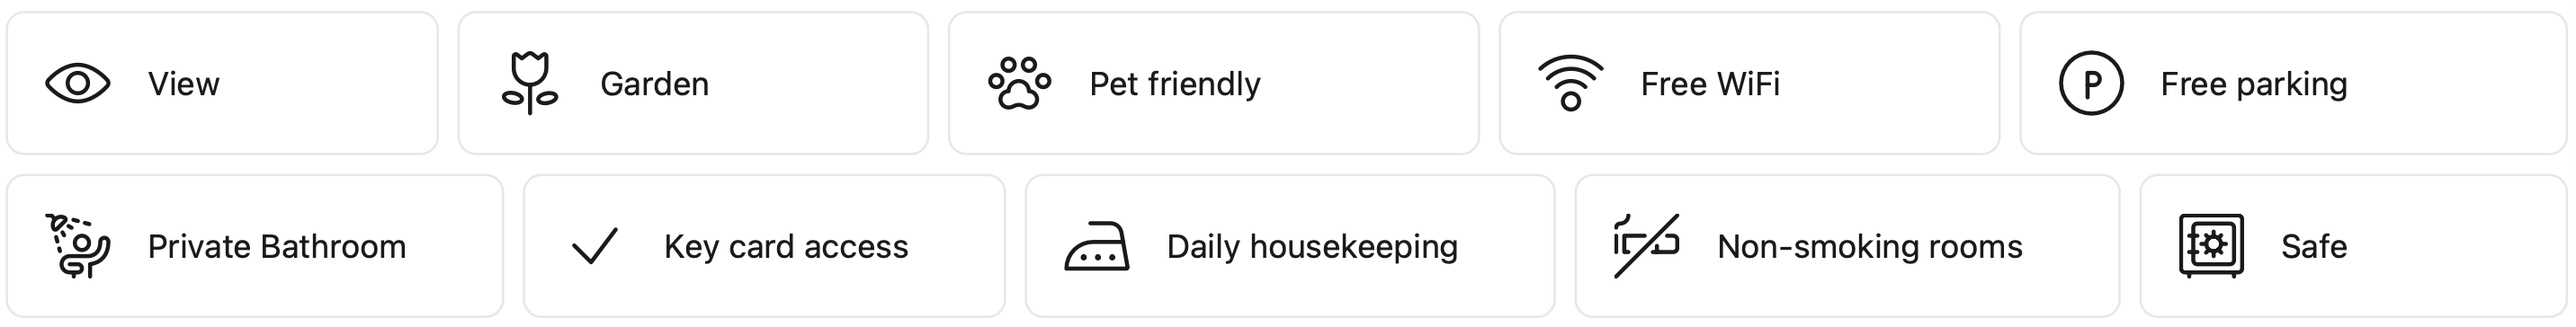 View
Garden
Pet friendly
Free WiFi
P
Free parking
Private Bathroom
Key card access
Daily housekeeping
Non-smoking rooms
Safe